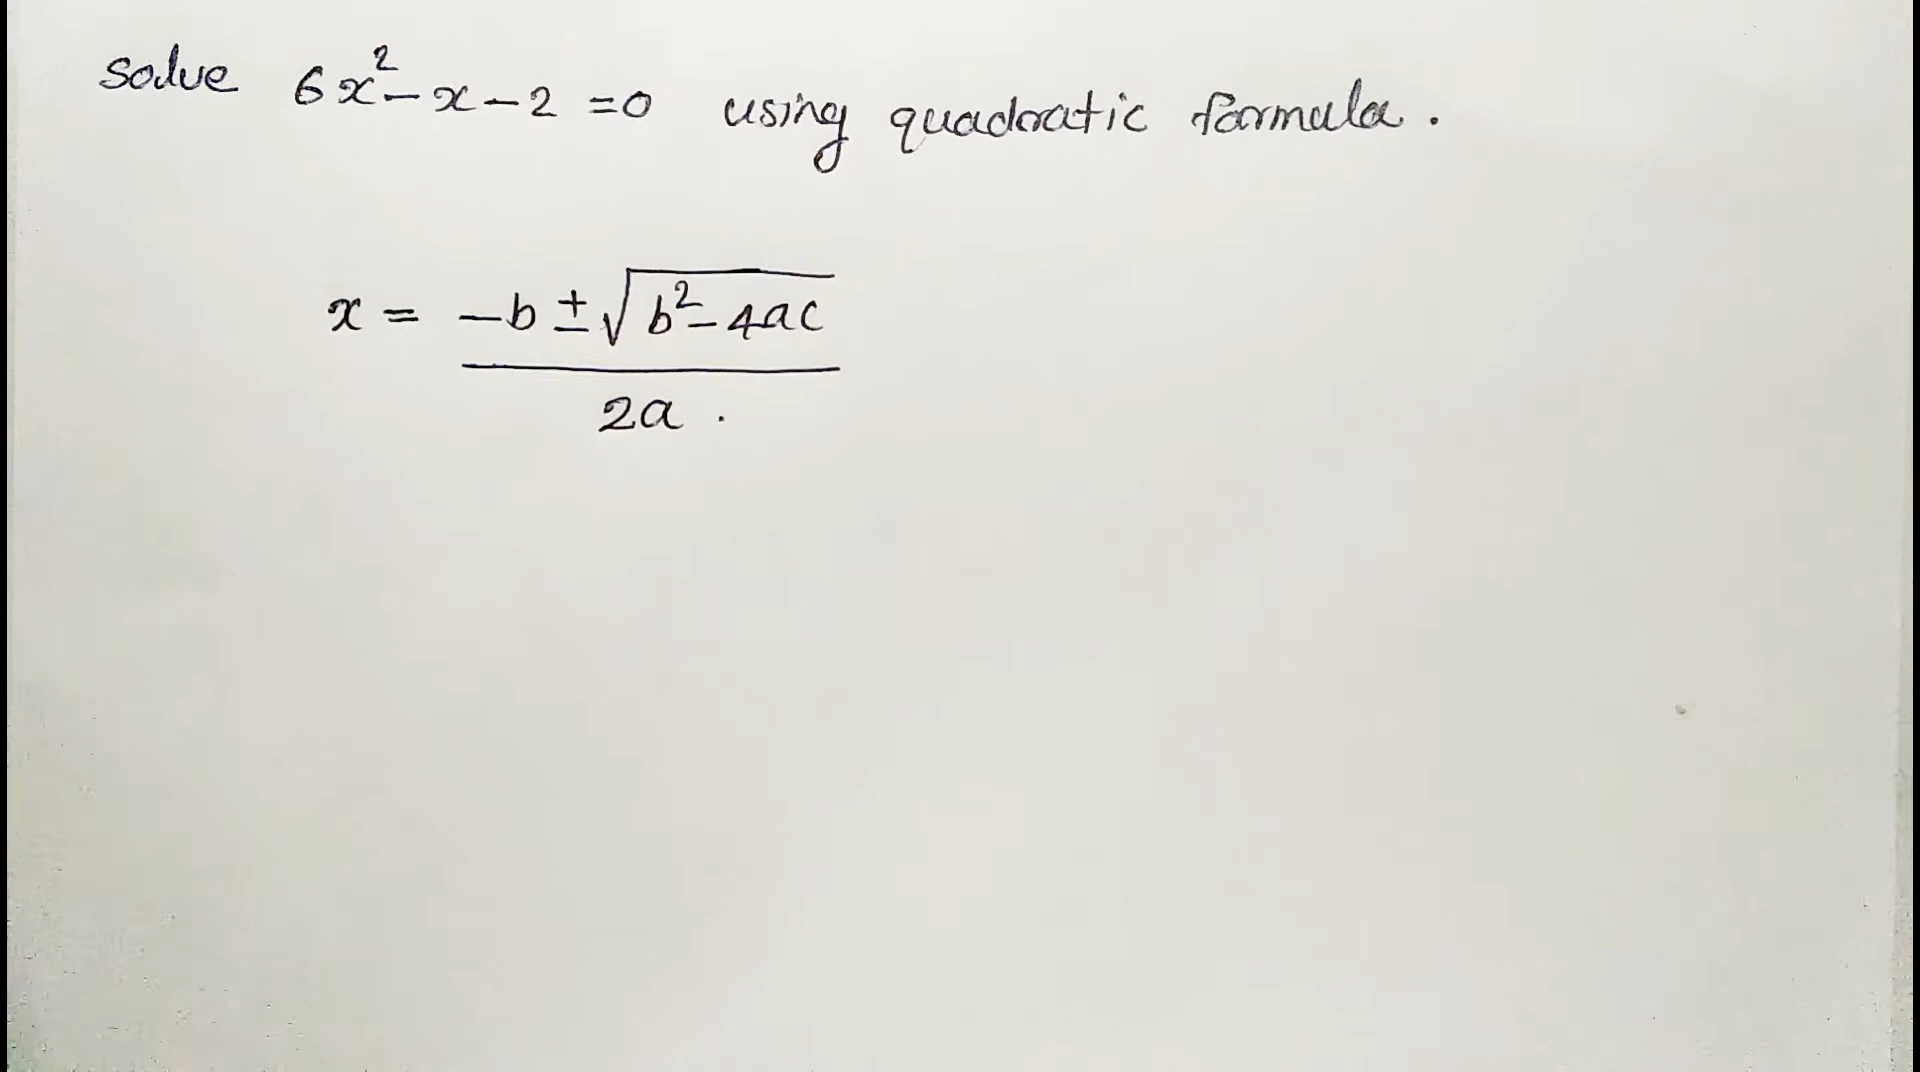 solve 6x²-x-2=0 using quadratic formula.
x = -b ± √b²-4ac
2a.